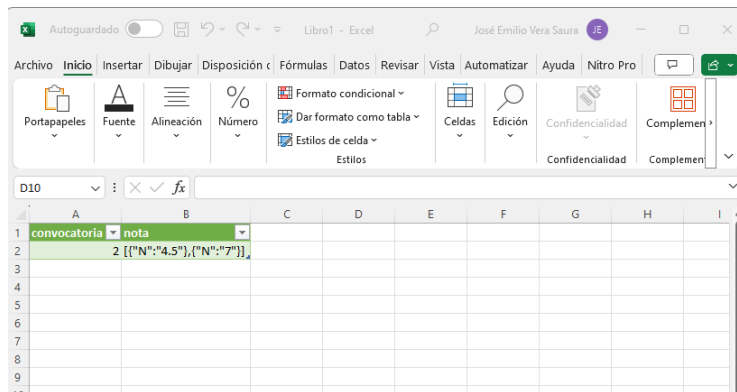 Autoguardado Libro1 - Excel José Emilio Vera Saura JE
Archivo Inicio Insertar Dibujar Disposición c Fórmulas Datos Revisar Vista Automatizar Ayuda Nitro Pro
Portapapeles Fuente Alineación Número Formato condicional Dar formato como tabla Estilos de celda Celdas Edición Confidencialidad Complemen
Estilos Confidencialidad Complemen
D10 fx
A B C D E F G H I
1 convocatoria nota
2 2 [{"N":"4.5"},{"N":"7"}]
3
4
5
6
7
8
9